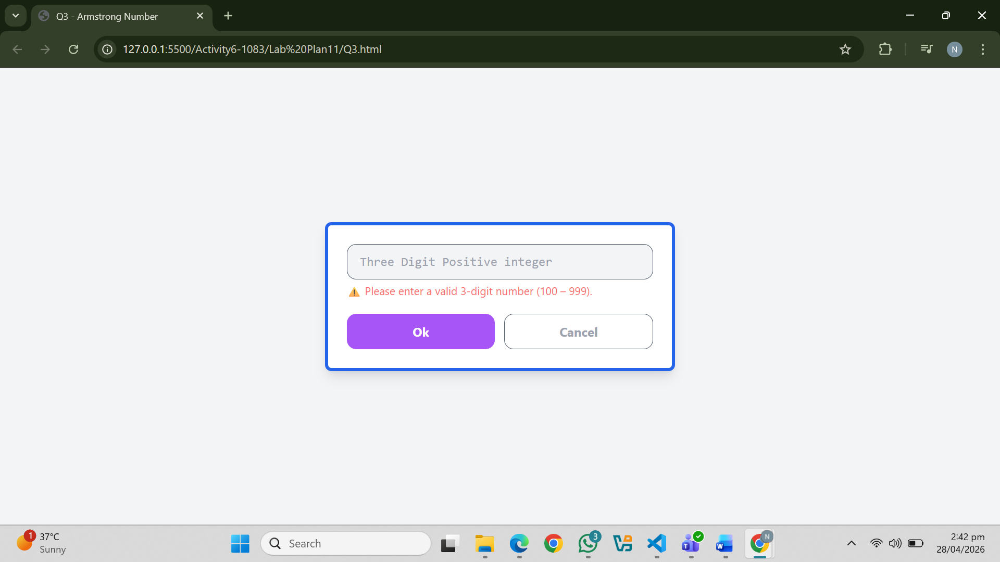 Q3 - Armstrong Number
127.0.0.1:5500/Activity6-1083/Lab%20Plan11/Q3.html
N
Three Digit Positive integer
Please enter a valid 3-digit number (100 – 999).
Ok
Cancel
1
37°C
Sunny
Search
3
T
W
N
2:42 pm
28/04/2026